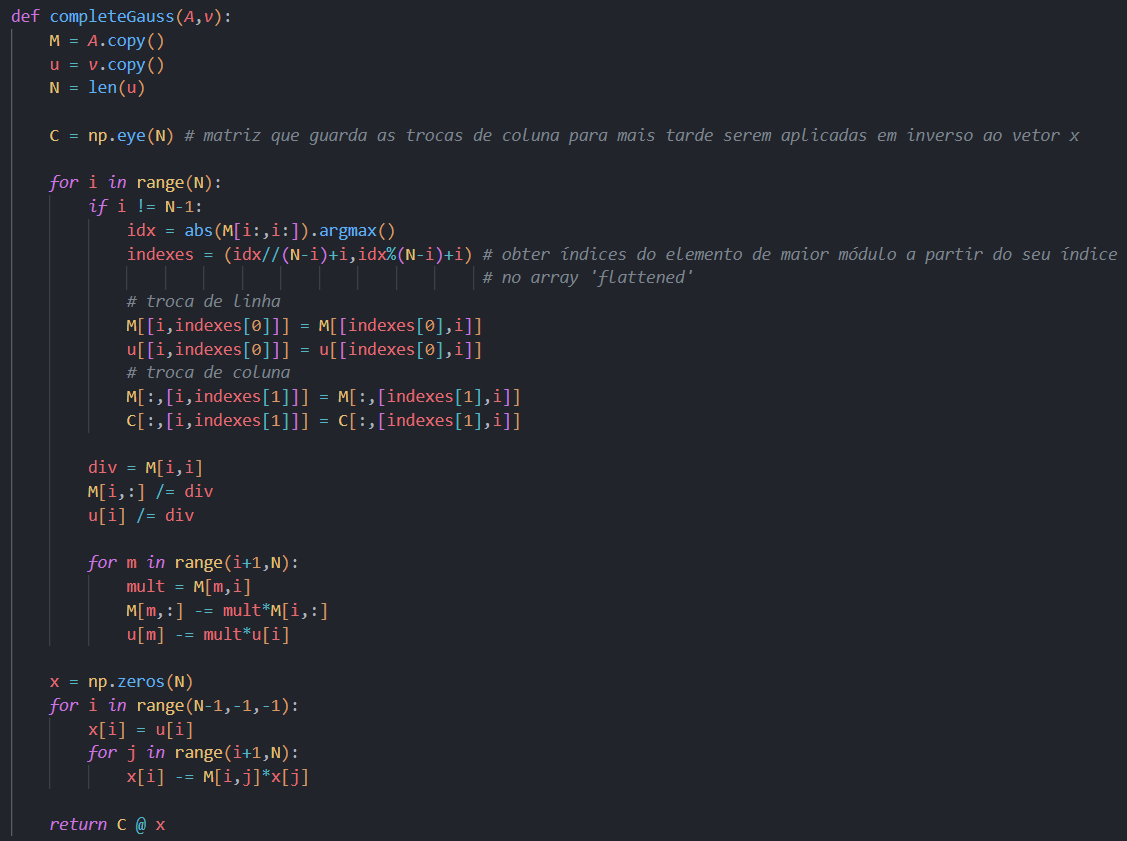 def completeGauss(A,v):
    M = A.copy()
    u = v.copy()
    N = len(u)

    C = np.eye(N) # matriz que guarda as trocas de coluna para mais tarde serem aplicadas em inverso ao vetor x

    for i in range(N):
        if i != N-1:
            idx = abs(M[i:,i:]).argmax()
            indexes = (idx//(N-i)+i,idx%(N-i)+i) # obter índices do elemento de maior módulo a partir do seu índice
                                                 # no array 'flattened'
            # troca de linha
            M[[i,indexes[0]]] = M[[indexes[0],i]]
            u[[i,indexes[0]]] = u[[indexes[0],i]]
            # troca de coluna
            M[:,[i,indexes[1]]] = M[:,[indexes[1],i]]
            C[:,[i,indexes[1]]] = C[:,[indexes[1],i]]

        div = M[i,i]
        M[i,:] /= div
        u[i] /= div

        for m in range(i+1,N):
            mult = M[m,i]
            M[m,:] -= mult*M[i,:]
            u[m] -= mult*u[i]

    x = np.zeros(N)
    for i in range(N-1,-1,-1):
        x[i] = u[i]
        for j in range(i+1,N):
            x[i] -= M[i,j]*x[j]

    return C @ x